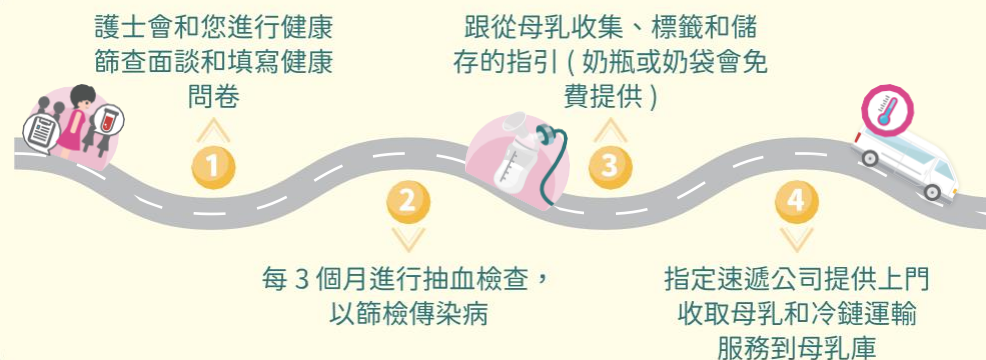 護士會和您進行健康
篩查面談和填寫健康
問卷
1
2
每 3 個月進行抽血檢查，
以篩檢傳染病
跟從母乳收集、標籤和儲
存的指引 ( 奶瓶或奶袋會免
費提供 )
3
4
指定速遞公司提供上門
收取母乳和冷鏈運輸
服務到母乳庫